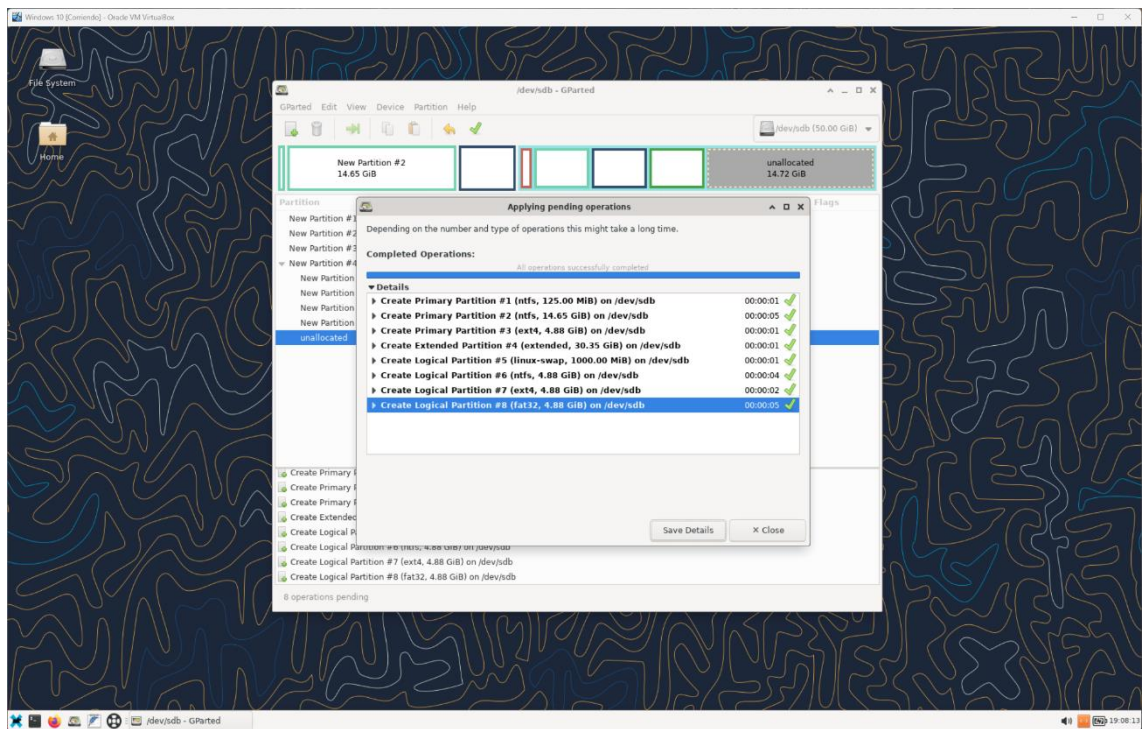 Windows 10 [Corriendo] - Oracle VM VirtualBox
File System
Home
/dev/sdb - GParted
GParted Edit View Device Partition Help
/dev/sdb (50.00 GiB)
New Partition #2
14.65 GiB
unallocated
14.72 GiB
Partition
Flags
New Partition #1
New Partition #2
New Partition #3
New Partition #4
New Partition
New Partition
New Partition
New Partition
unallocated
Applying pending operations
Depending on the number and type of operations this might take a long time.
Completed Operations:
All operations successfully completed
Details
Create Primary Partition #1 (ntfs, 125.00 MiB) on /dev/sdb 00:00:01
Create Primary Partition #2 (ntfs, 14.65 GiB) on /dev/sdb 00:00:05
Create Primary Partition #3 (ext4, 4.88 GiB) on /dev/sdb 00:00:01
Create Extended Partition #4 (extended, 30.35 GiB) on /dev/sdb 00:00:01
Create Logical Partition #5 (linux-swap, 1000.00 MiB) on /dev/sdb 00:00:01
Create Logical Partition #6 (ntfs, 4.88 GiB) on /dev/sdb 00:00:04
Create Logical Partition #7 (ext4, 4.88 GiB) on /dev/sdb 00:00:02
Create Logical Partition #8 (fat32, 4.88 GiB) on /dev/sdb 00:00:05
Save Details
Close
Create Primary
Create Primary
Create Primary
Create Extended
Create Logical
Create Logical Partition #6 (ntfs, 4.88 GiB) on /dev/sdb
Create Logical Partition #7 (ext4, 4.88 GiB) on /dev/sdb
Create Logical Partition #8 (fat32, 4.88 GiB) on /dev/sdb
8 operations pending
/dev/sdb - GParted
19:08:13